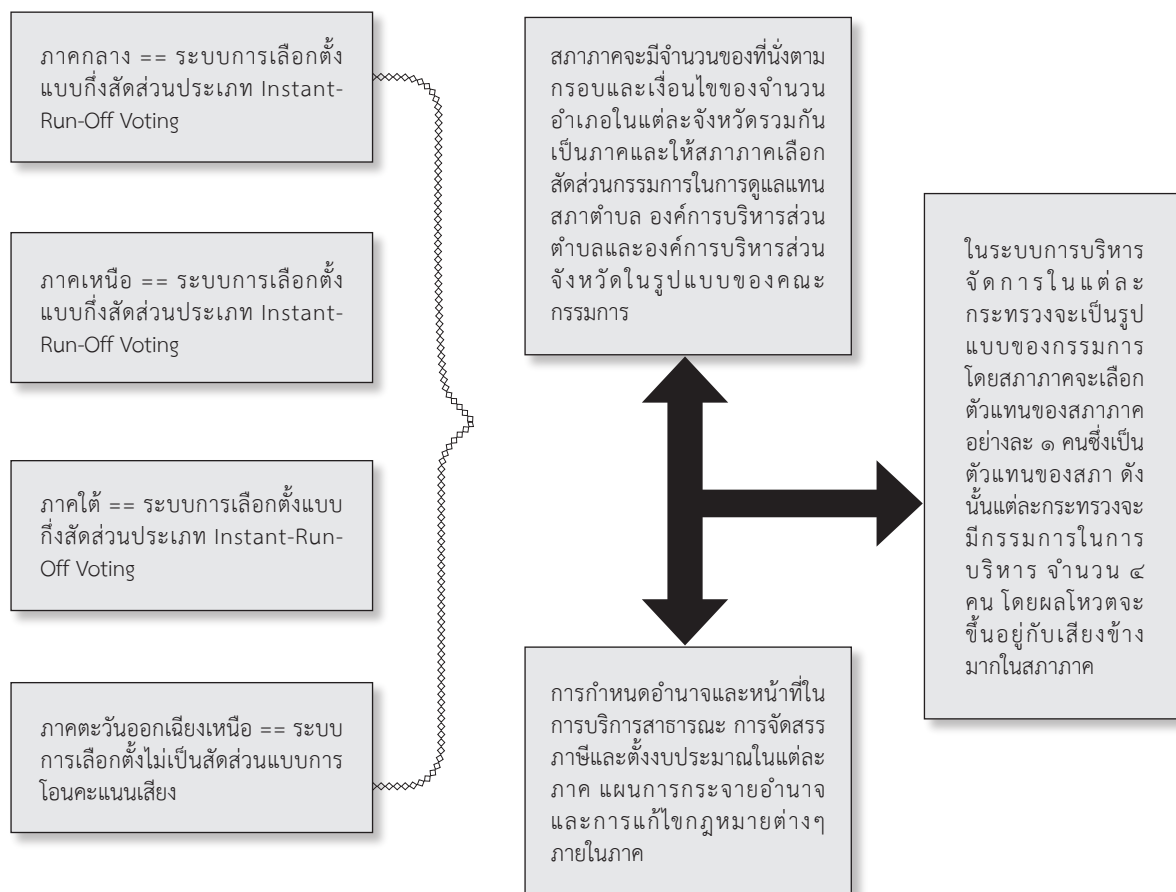 ภาคกลาง == ระบบการเลือกตั้ง
แบบกึ่งสัดส่วนประเภท Instant-
Run-Off Voting
ภาคเหนือ == ระบบการเลือกตั้ง
แบบกึ่งสัดส่วนประเภท Instant-
Run-Off Voting
ภาคใต้ == ระบบการเลือกตั้งแบบ
กึ่งสัดส่วนประเภท Instant-Run-
Off Voting
ภาคตะวันออกเฉียงเหนือ == ระบบ
การเลือกตั้งไม่เป็นสัดส่วนแบบการ
โอนคะแนนเสียง
สภาภาคจะมีจำนวนของที่นั่งตาม
กรอบและเงื่อนไขของจำนวน
อำเภอในแต่ละจังหวัดรวมกัน
เป็นภาคและให้สภาภาคเลือก
สัดส่วนกรรมการในการดูแลแทน
สภาตำบล องค์การบริหารส่วน
ตำบลและองค์การบริหารส่วน
จังหวัดในรูปแบบของคณะ
กรรมการ
การกำหนดอำนาจและหน้าที่ใน
การบริการสาธารณะ การจัดสรร
ภาษีและตั้งงบประมาณในแต่ละ
ภาค แผนการกระจายอำนาจ
และการแก้ไขกฎหมายต่างๆ
ภายในภาค
ในระบบการบริหาร
จัดการในแต่ละ
กระทรวงจะเป็นรูป
แบบของกรรมการ
โดยสภาภาคจะเลือก
ตัวแทนของสภาภาค
อย่างละ ๑ คนซึ่งเป็น
ตัวแทนของสภา ดัง
นั้นแต่ละกระทรวงจะ
มีกรรมการในการ
บริหาร จำนวน ๔
คน โดยผลโหวตจะ
ขึ้นอยู่กับเสียงข้าง
มากในสภาภาค